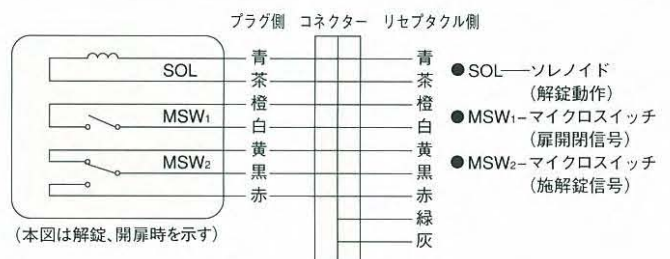 プラグ側 コネクター リセプタクル側
青 青
SOL
茶 茶
橙 橙
MSW1
白 白
黄 黄
MSW2
黒 黒
赤 赤
緑
灰
(本図は解錠、開扉時を示す)
●SOL──ソレノイド
(解錠動作)
●MSW1-マイクロスイッチ
(扉開閉信号)
●MSW2-マイクロスイッチ
(施解錠信号)